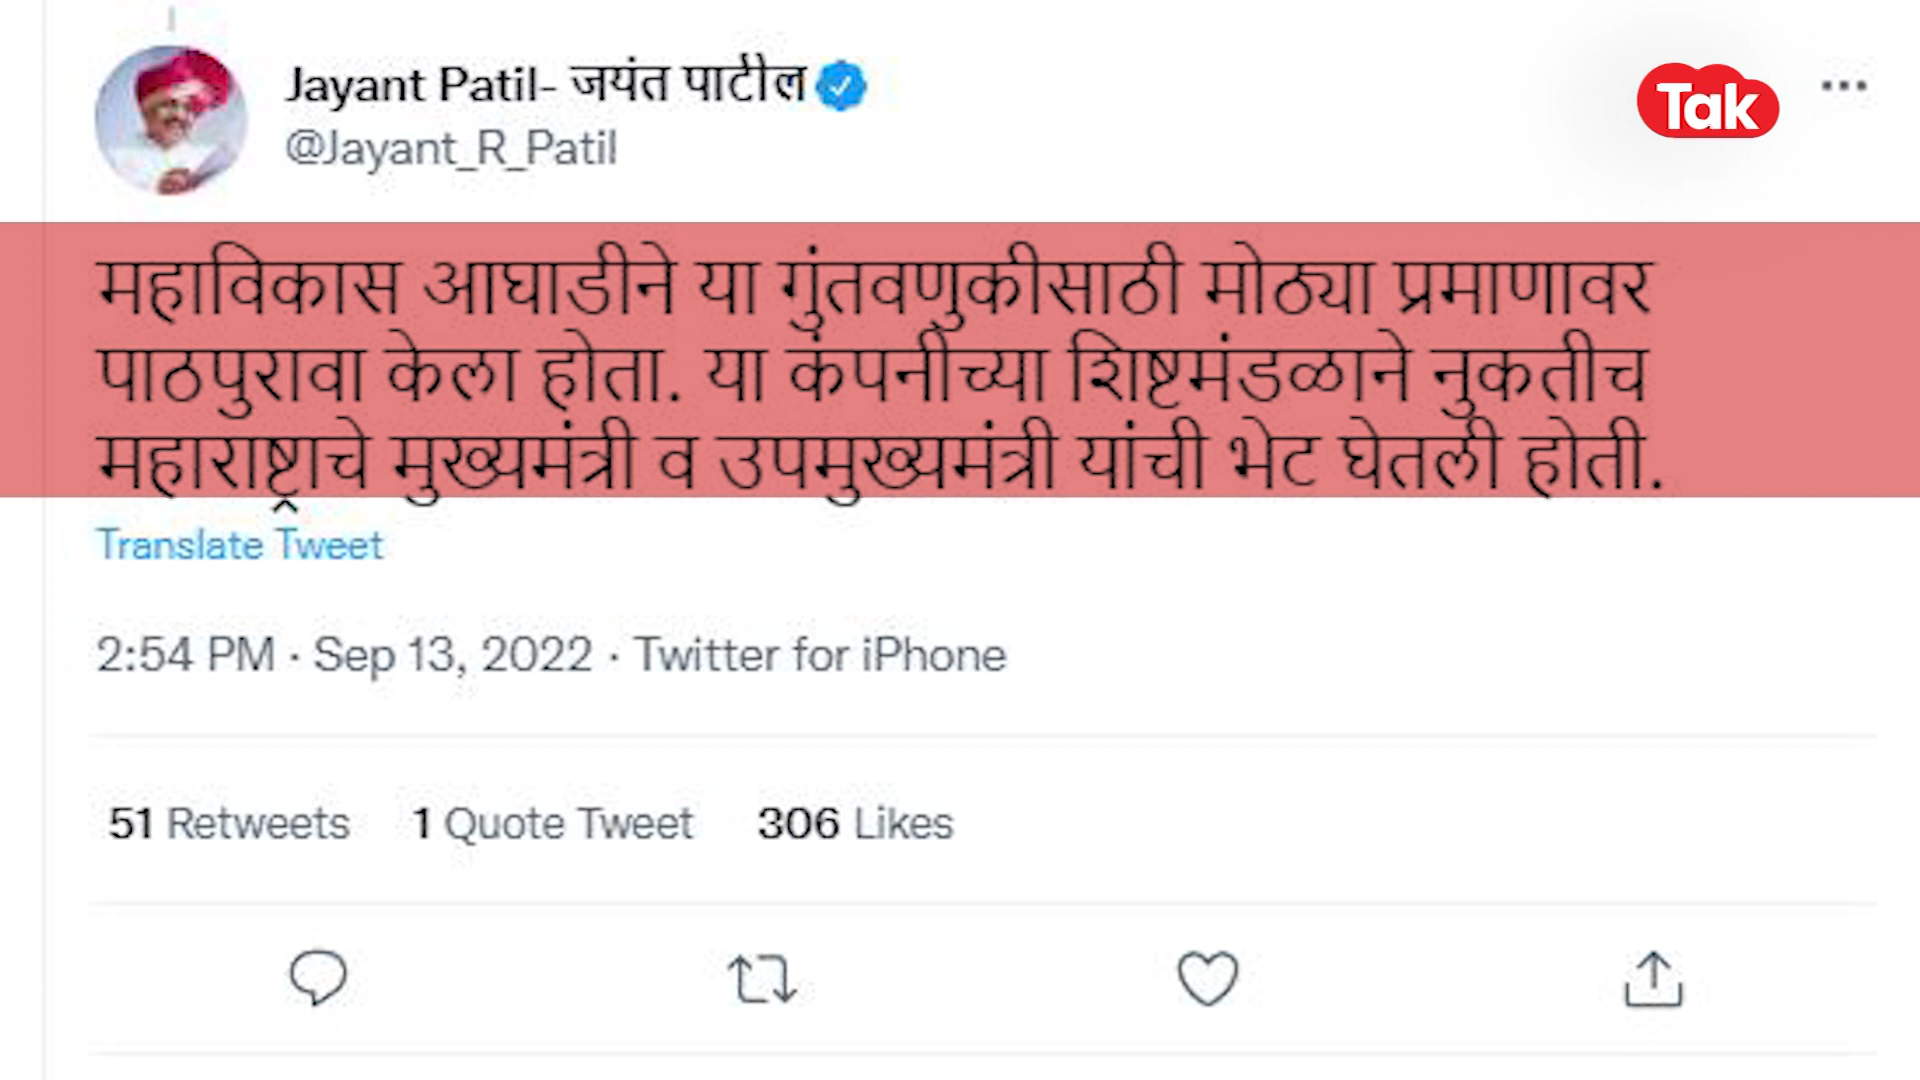 Jayant Patil- जयंत पाटील
@Jayant_R_Patil
Tak
महाविकास आघाडीने या गुंतवणुकीसाठी मोठ्या प्रमाणावर
पाठपुरावा केला होता. या कंपनीच्या शिष्टमंडळाने नुकतीच
महाराष्ट्राचे मुख्यमंत्री व उपमुख्यमंत्री यांची भेट घेतली होती.
Translate Tweet
2:54 PM · Sep 13, 2022 · Twitter for iPhone
51 Retweets 1 Quote Tweet 306 Likes